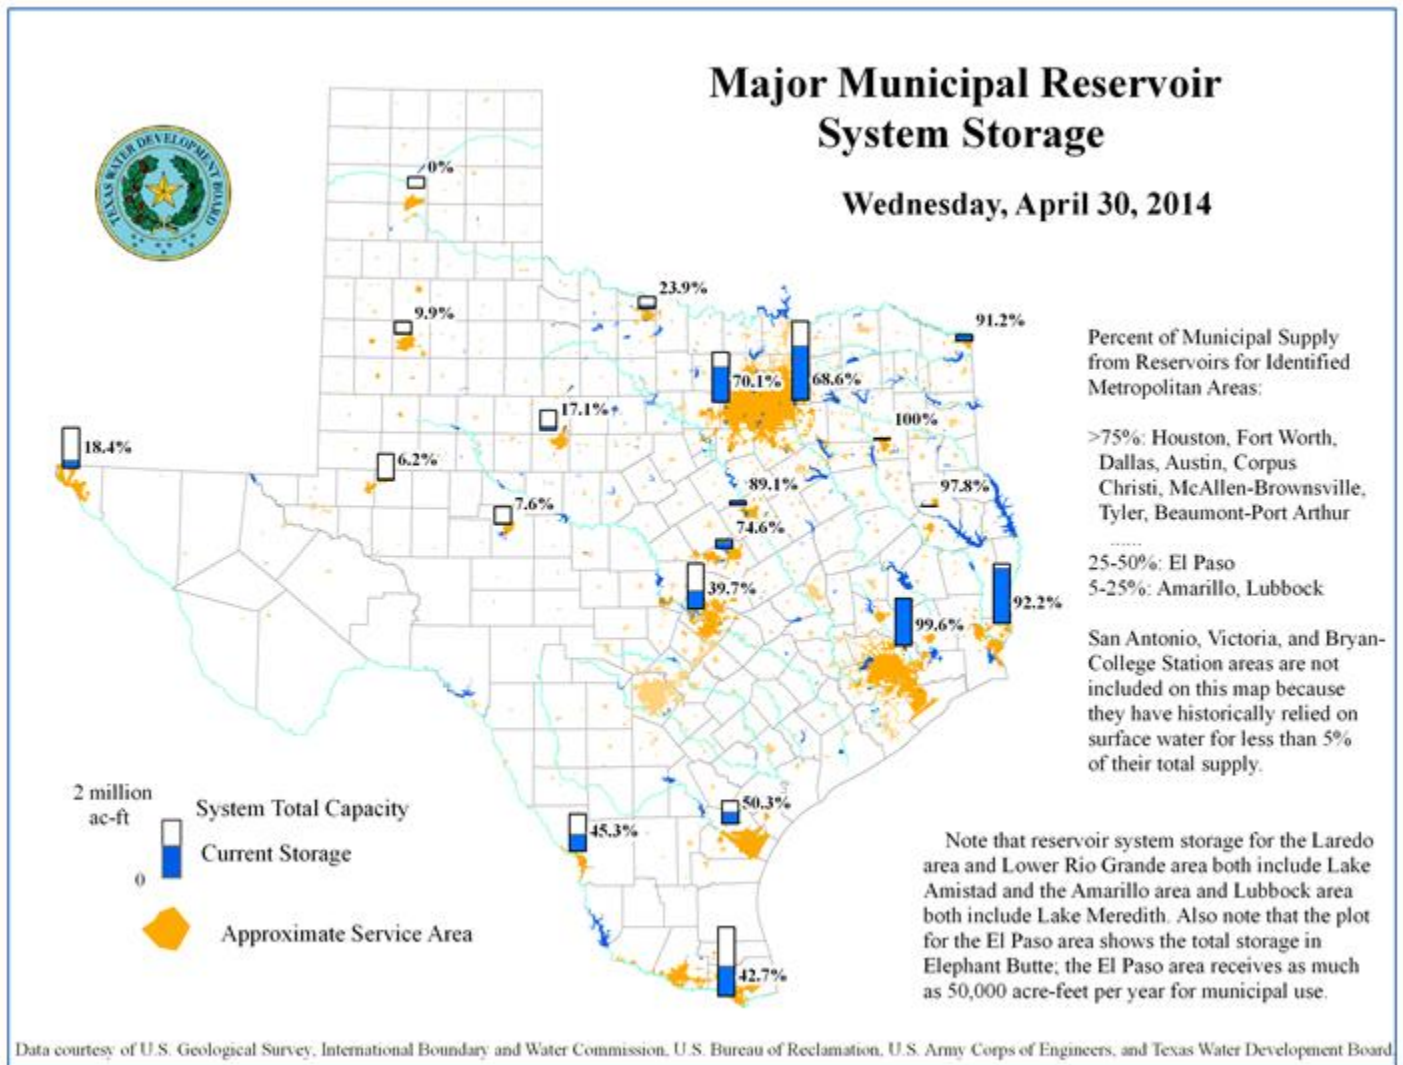 Major Municipal Reservoir
System Storage
Wednesday, April 30, 2014
TEXAS WATER DEVELOPMENT BOARD
0%
23.9%
9.9%
91.2%
70.1%
68.6%
17.1%
100%
18.4%
6.2%
89.1%
97.8%
7.6%
74.6%
39.7%
92.2%
99.6%
50.3%
45.3%
42.7%
Percent of Municipal Supply
from Reservoirs for Identified
Metropolitan Areas:
>75%: Houston, Fort Worth,
Dallas, Austin, Corpus
Christi, McAllen-Brownsville,
Tyler, Beaumont-Port Arthur
......
25-50%: El Paso
5-25%: Amarillo, Lubbock
San Antonio, Victoria, and Bryan-
College Station areas are not
included on this map because
they have historically relied on
surface water for less than 5%
of their total supply.
2 million
ac-ft
System Total Capacity
Current Storage
0
Approximate Service Area
Note that reservoir system storage for the Laredo
area and Lower Rio Grande area both include Lake
Amistad and the Amarillo area and Lubbock area
both include Lake Meredith. Also note that the plot
for the El Paso area shows the total storage in
Elephant Butte; the El Paso area receives as much
as 50,000 acre-feet per year for municipal use.
Data courtesy of U.S. Geological Survey, International Boundary and Water Commission, U.S. Bureau of Reclamation, U.S. Army Corps of Engineers, and Texas Water Development Board.